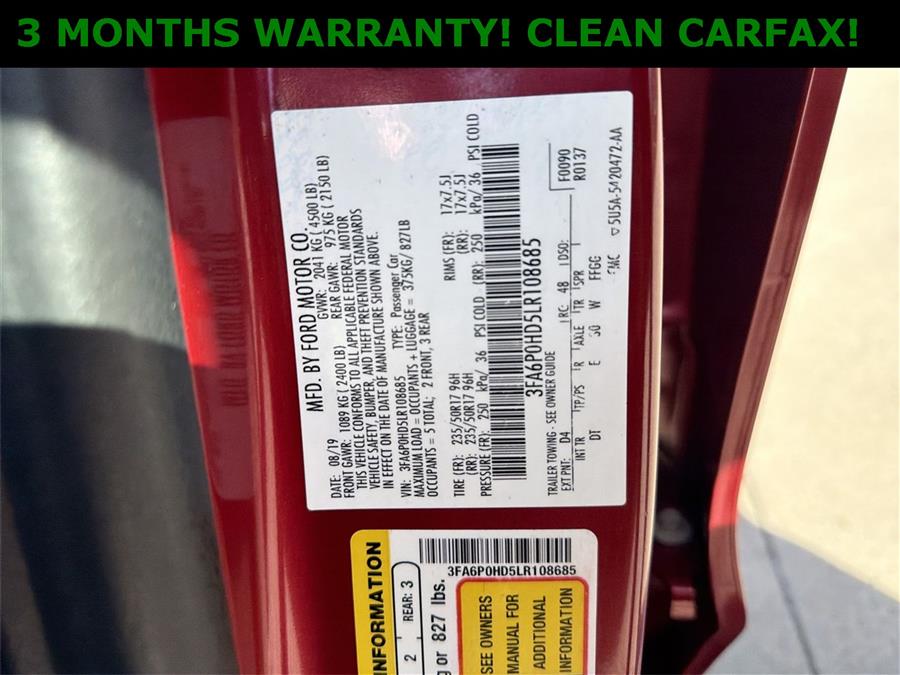 3 MONTHS WARRANTY! CLEAN CARFAX!
MFD. BY FORD MOTOR CO.
DATE: 08/19 GVWR: 2041 KG ( 4500 LB)
FRONT GAWR: 1089 KG ( 2400 LB) REAR GAWR: 975 KG ( 2150 LB)
THIS VEHICLE CONFORMS TO ALL APPLICABLE FEDERAL MOTOR
VEHICLE SAFETY, BUMPER, AND THEFT PREVENTION STANDARDS
IN EFFECT ON THE DATE OF MANUFACTURE SHOWN ABOVE.
VIN: 3FA6P0HD5LR108685 TYPE: Passenger Car
MAXIMUM LOAD = OCCUPANTS + LUGGAGE = 375KG/ 827LB
OCCUPANTS = 5 TOTAL; 2 FRONT, 3 REAR
TIRE (FR): 235/50R17 96H RIMS (FR): 17x7.5J
(RR): 235/50R17 96H (RR): 17x7.5J
PRESSURE (FR): 250 kPa/ 36 PSI COLD (RR): 250 kPa/ 36 PSI COLD
3FA6P0HD5LR108685
TRAILER TOWING - SEE OWNER GUIDE F0090
EXT PNT: D4 RC: 48 DSO: R0137
INT TR TP/PS R AXLE TR SPR
DT E W FFGG
5U5A-5420472-AA
INFORMATION
2 REAR: 3
or 827 lbs.
3FA6P0HD5LR108685
SEE OWNERS
MANUAL FOR
ADDITIONAL
INFORMATION